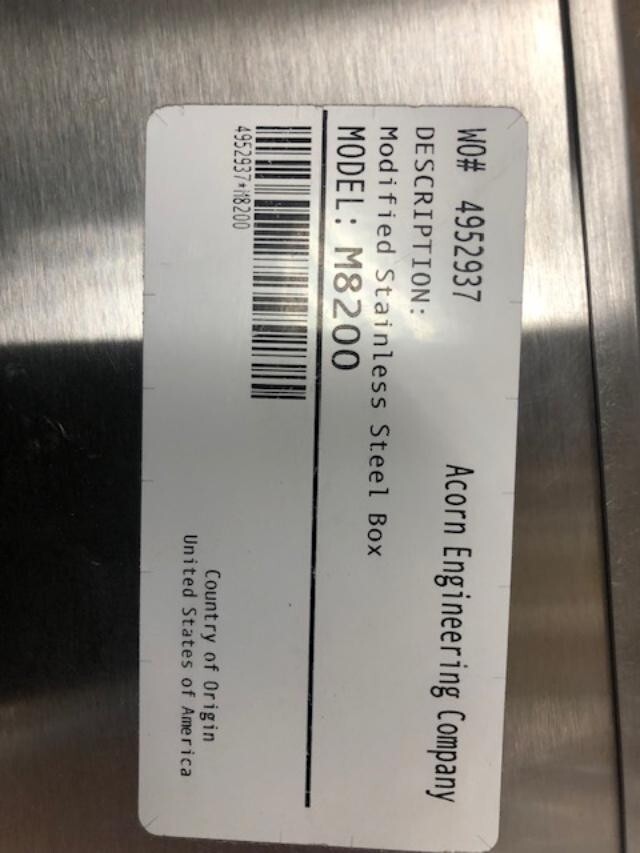 WO# 4952937
Acorn Engineering Company
DESCRIPTION:
Modified Stainless Steel Box
MODEL: M8200
4952937*M8200
Country of Origin
United States of America